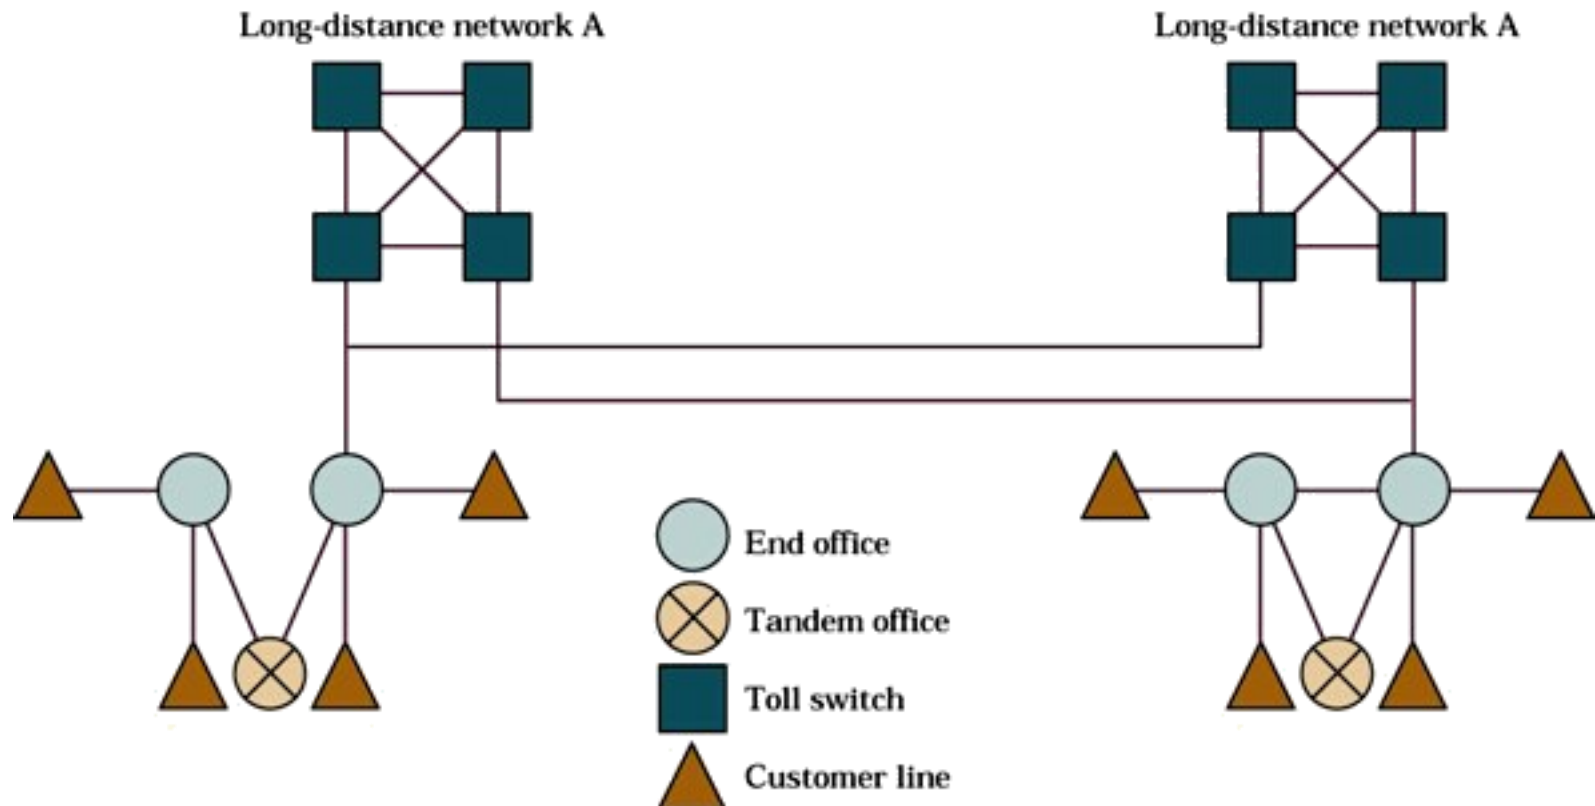 Long-distance network A
Long-distance network A
End office
Tandem office
Toll switch
Customer line